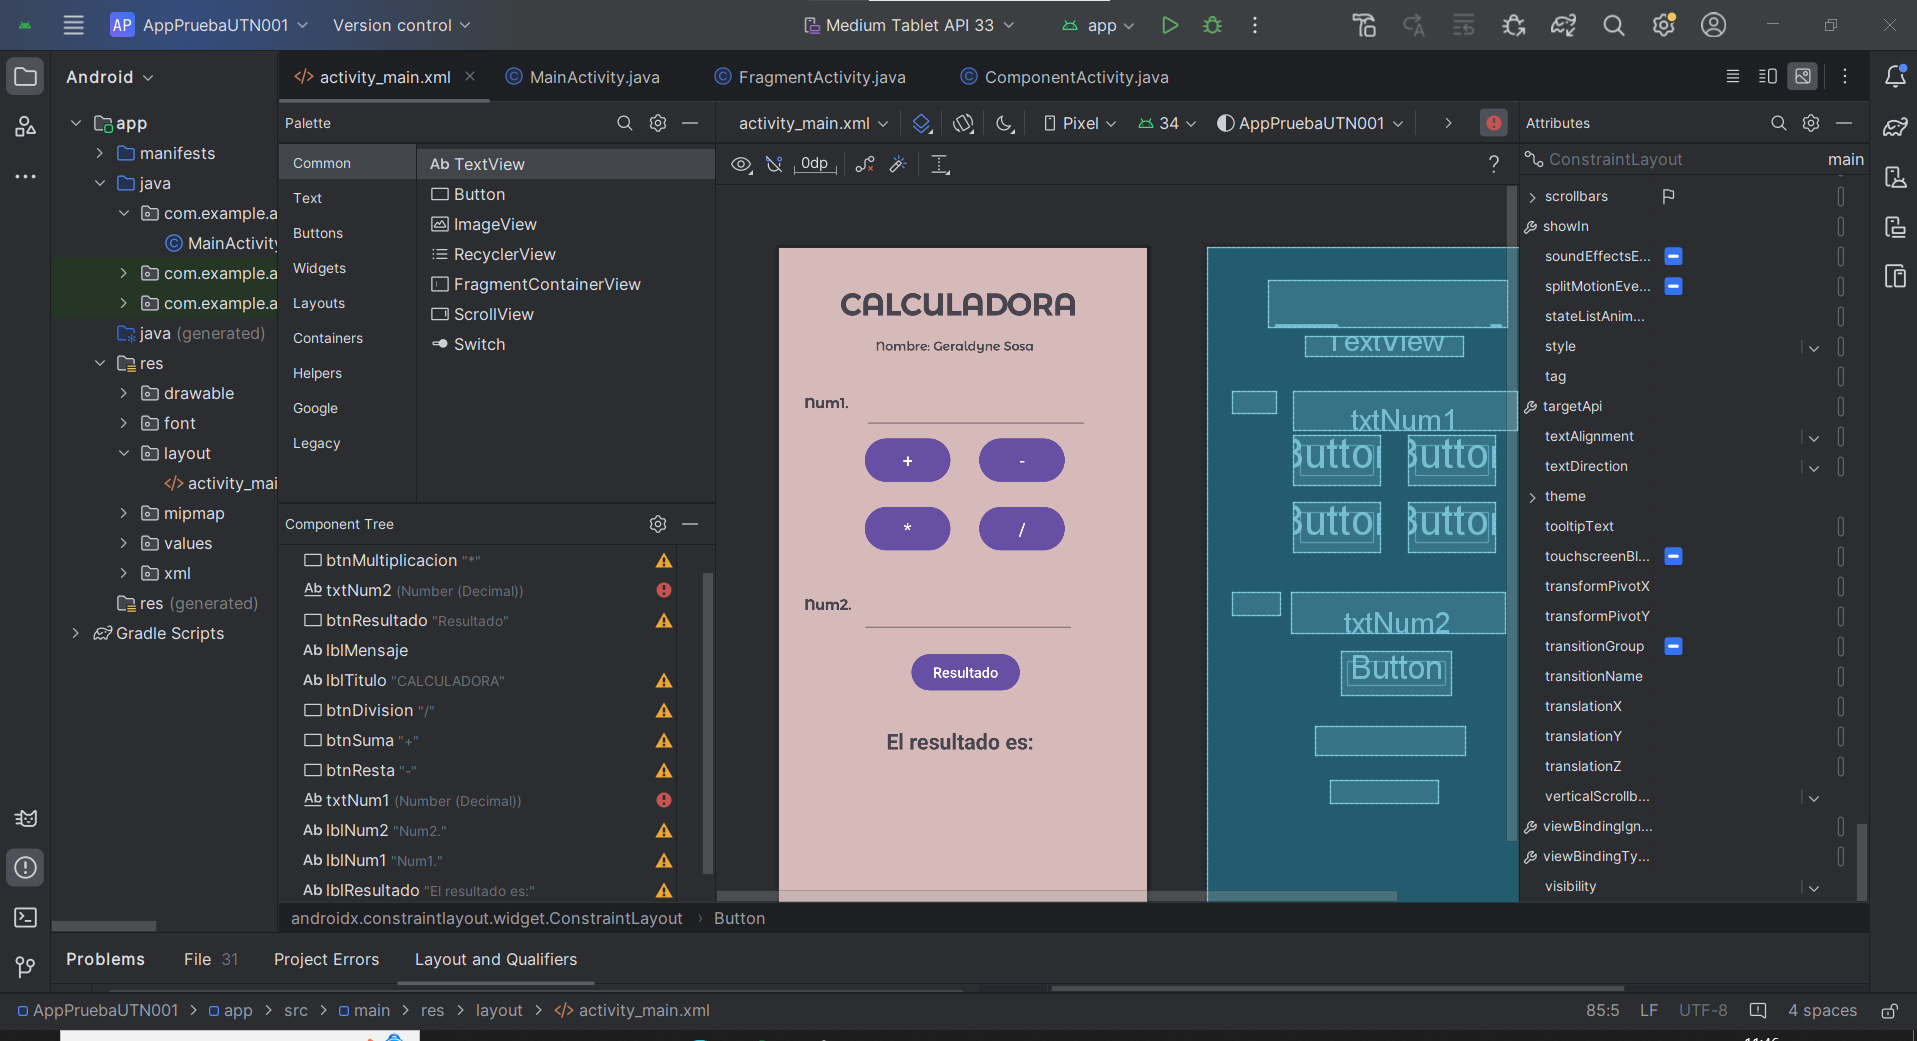 AP AppPruebaUTN001 Version control Medium Tablet API 33 app
Android
activity_main.xml MainActivity.java FragmentActivity.java ComponentActivity.java
app
manifests
java
com.example.a
MainActivity
com.example.a
com.example.a
java (generated)
res
drawable
font
layout
activity_mai
mipmap
values
xml
res (generated)
Gradle Scripts
Palette
Common
Text
Buttons
Widgets
Layouts
Containers
Helpers
Google
Legacy
Ab TextView
Button
ImageView
RecyclerView
FragmentContainerView
ScrollView
Switch
Component Tree
btnMultiplicacion "*"
Ab txtNum2 (Number (Decimal))
btnResultado "Resultado"
Ab lblMensaje
Ab lblTitulo "CALCULADORA"
btnDivision "/"
btnSuma "+"
btnResta "-"
Ab txtNum1 (Number (Decimal))
Ab lblNum2 "Num2."
Ab lblNum1 "Num1."
Ab lblResultado "El resultado es:"
activity_main.xml Pixel 34 AppPruebaUTN001
0dp ?
CALCULADORA
Nombre: Geraldyne Sosa
Num1.
+ -
* /
Num2.
Resultado
El resultado es:
TextView
txtNum1
Button Button
Button Button
txtNum2
Button
Attributes
ConstraintLayout main
scrollbars
showIn
soundEffectsE...
splitMotionEve...
stateListAnim...
style
tag
targetApi
textAlignment
textDirection
theme
tooltipText
touchscreenBl...
transformPivotX
transformPivotY
transitionGroup
transitionName
translationX
translationY
translationZ
verticalScrollb...
viewBindingIgn...
viewBindingTy...
visibility
androidx.constraintlayout.widget.ConstraintLayout › Button
Problems File 31 Project Errors Layout and Qualifiers
AppPruebaUTN001 > app > src > main > res > layout > activity_main.xml 85:5 LF UTF-8 4 spaces